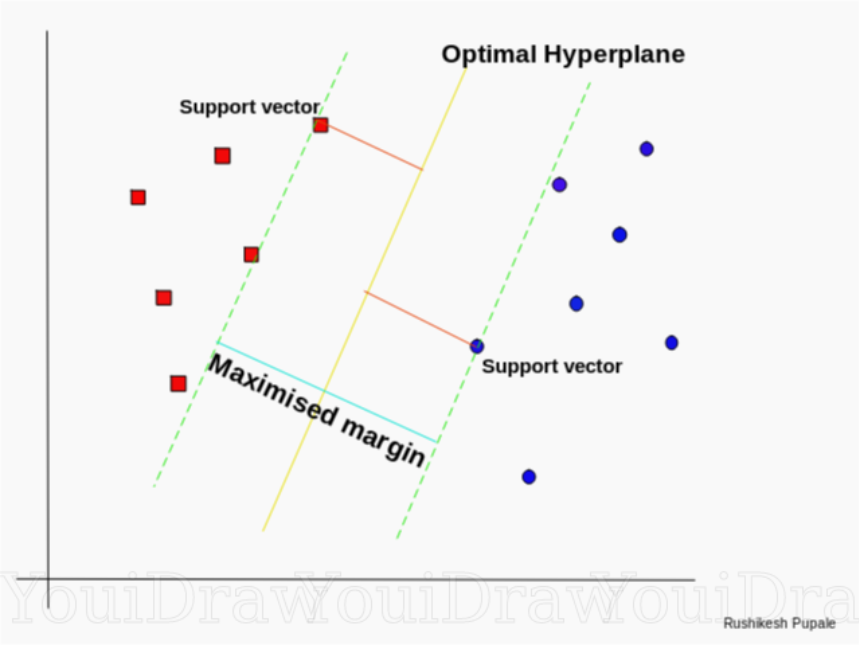 Optimal Hyperplane
Support vector
Support vector
Maximised margin
YouiDrawYouiDrawYouiDra
Rushikesh Pupale